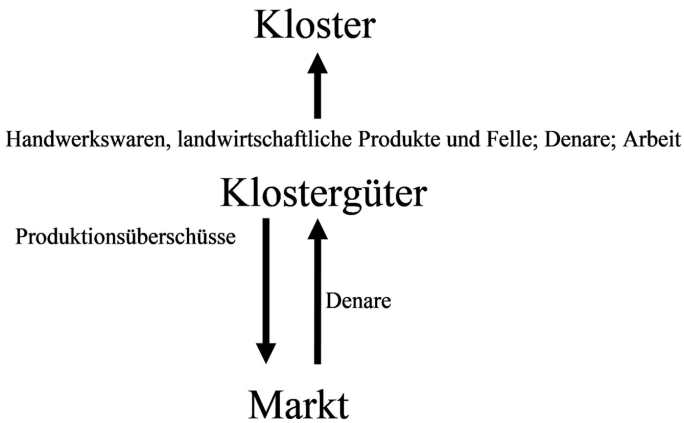 Kloster
Handwerkswaren, landwirtschaftliche Produkte und Felle; Denare; Arbeit
Klostergüter
Produktionsüberschüsse
Denare
Markt